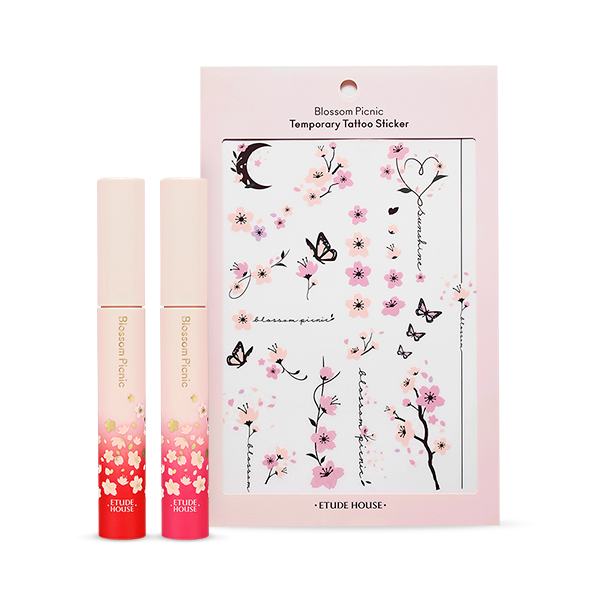 Blossom Picnic
Temporary Tattoo Sticker
sunshine
blossom picnic
blossom
blossom picnic
blossom
· ETUDE HOUSE ·
Blossom Picnic
· ETUDE ·
HOUSE
Blossom Picnic
· ETUDE ·
HOUSE